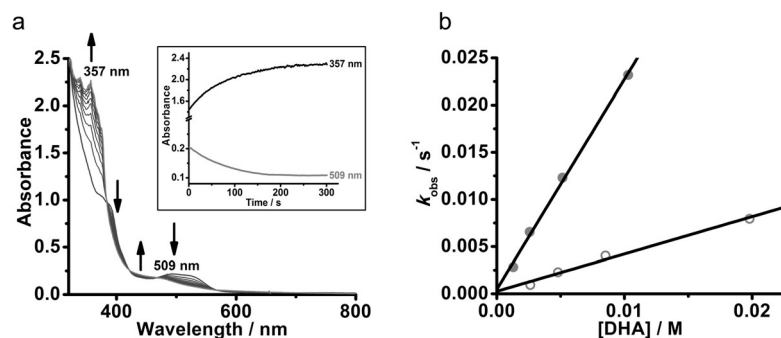 a
2.5
2.0
1.5
1.0
0.5
0.0
Absorbance
400
600
800
Wavelength / nm
357 nm
509 nm
2.4
2.0
1.6
0.2
0.1
Absorbance
0
100
200
300
Time / s
357 nm
509 nm
b
0.025
0.020
0.015
0.010
0.005
0.000
k obs / s-1
0.00
0.01
0.02
[DHA] / M